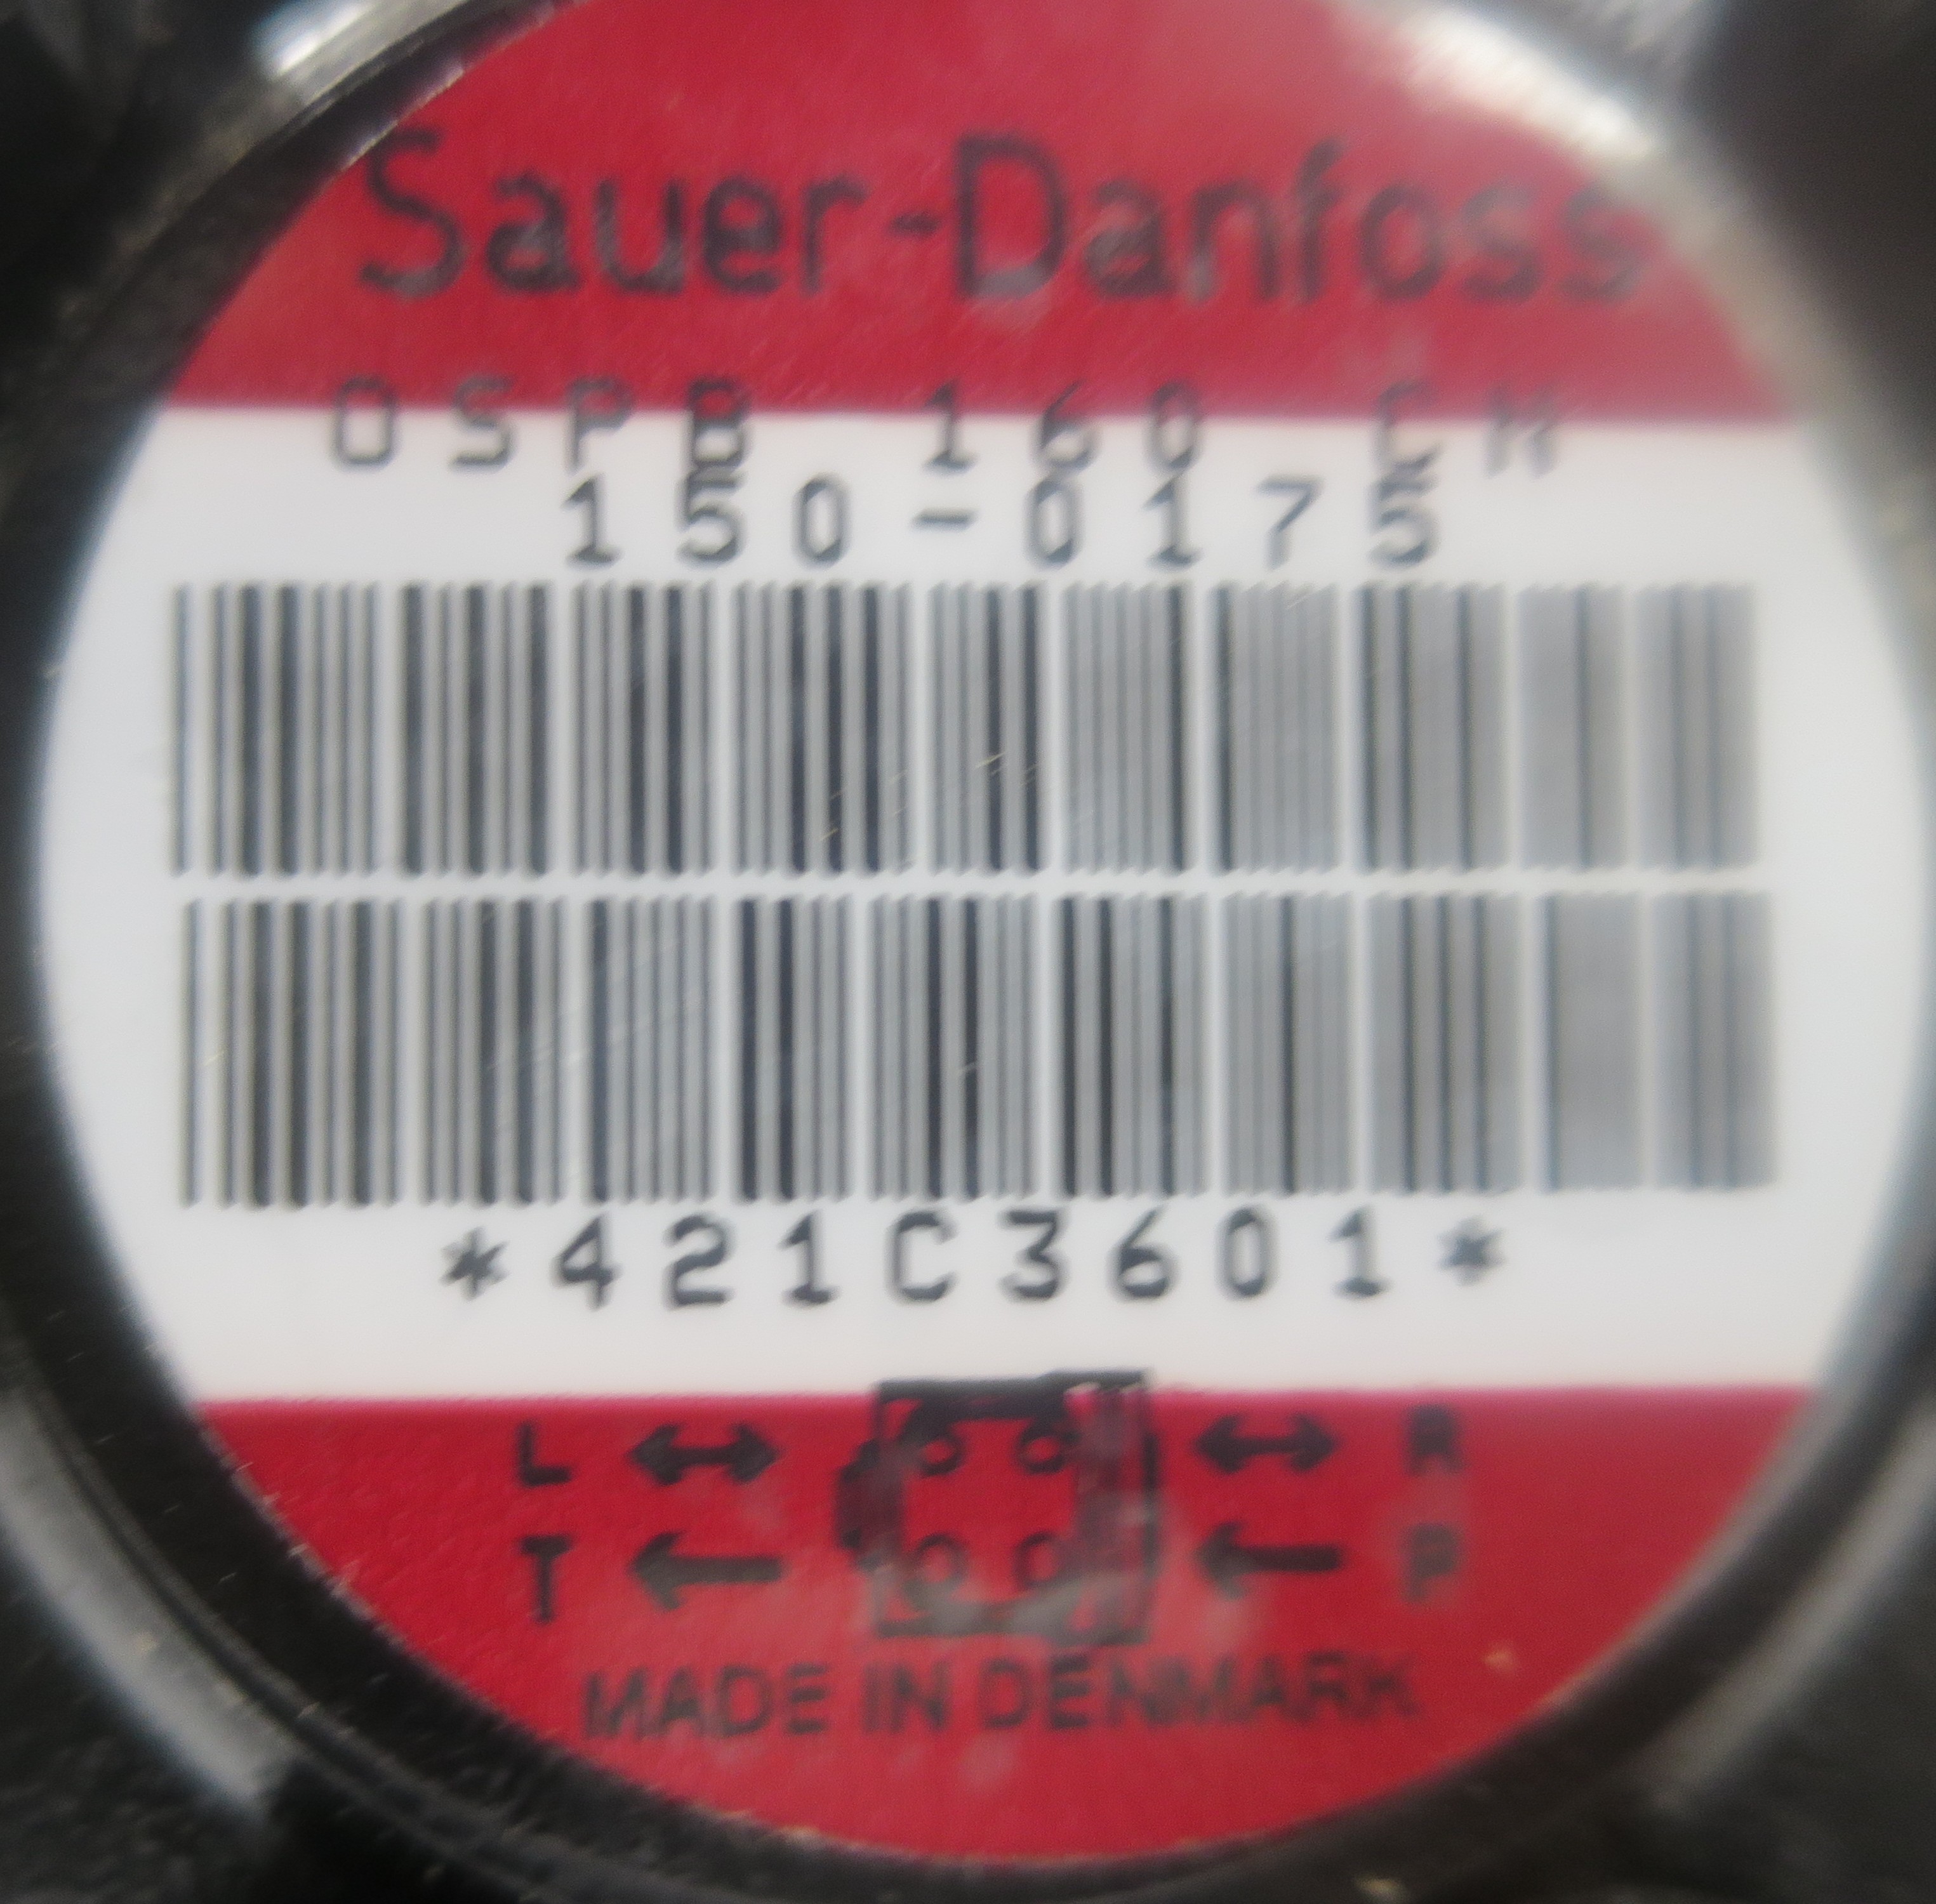 Sauer-Danfoss
OSPB 160 CN
150-0175
*421C3601*
L ↔ ↔ R
T ← ← P
MADE IN DENMARK